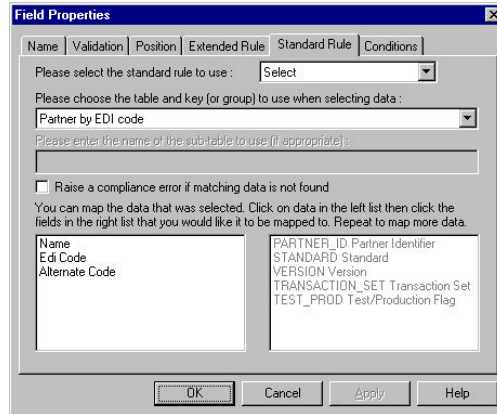 Field Properties
Name Validation Position Extended Rule Standard Rule Conditions
Please select the standard rule to use : Select
Please choose the table and key (or group) to use when selecting data :
Partner by EDI code
Please enter the name of the sub-table to use (if appropriate) :
Raise a compliance error if matching data is not found
You can map the data that was selected. Click on data in the left list then click the
fields in the right list that you would like it to be mapped to. Repeat to map more data.
Name
Edi Code
Alternate Code
PARTNER_ID Partner Identifier
STANDARD Standard
VERSION Version
TRANSACTION_SET Transaction Set
TEST_PROD Test/Production Flag
OK Cancel Apply Help